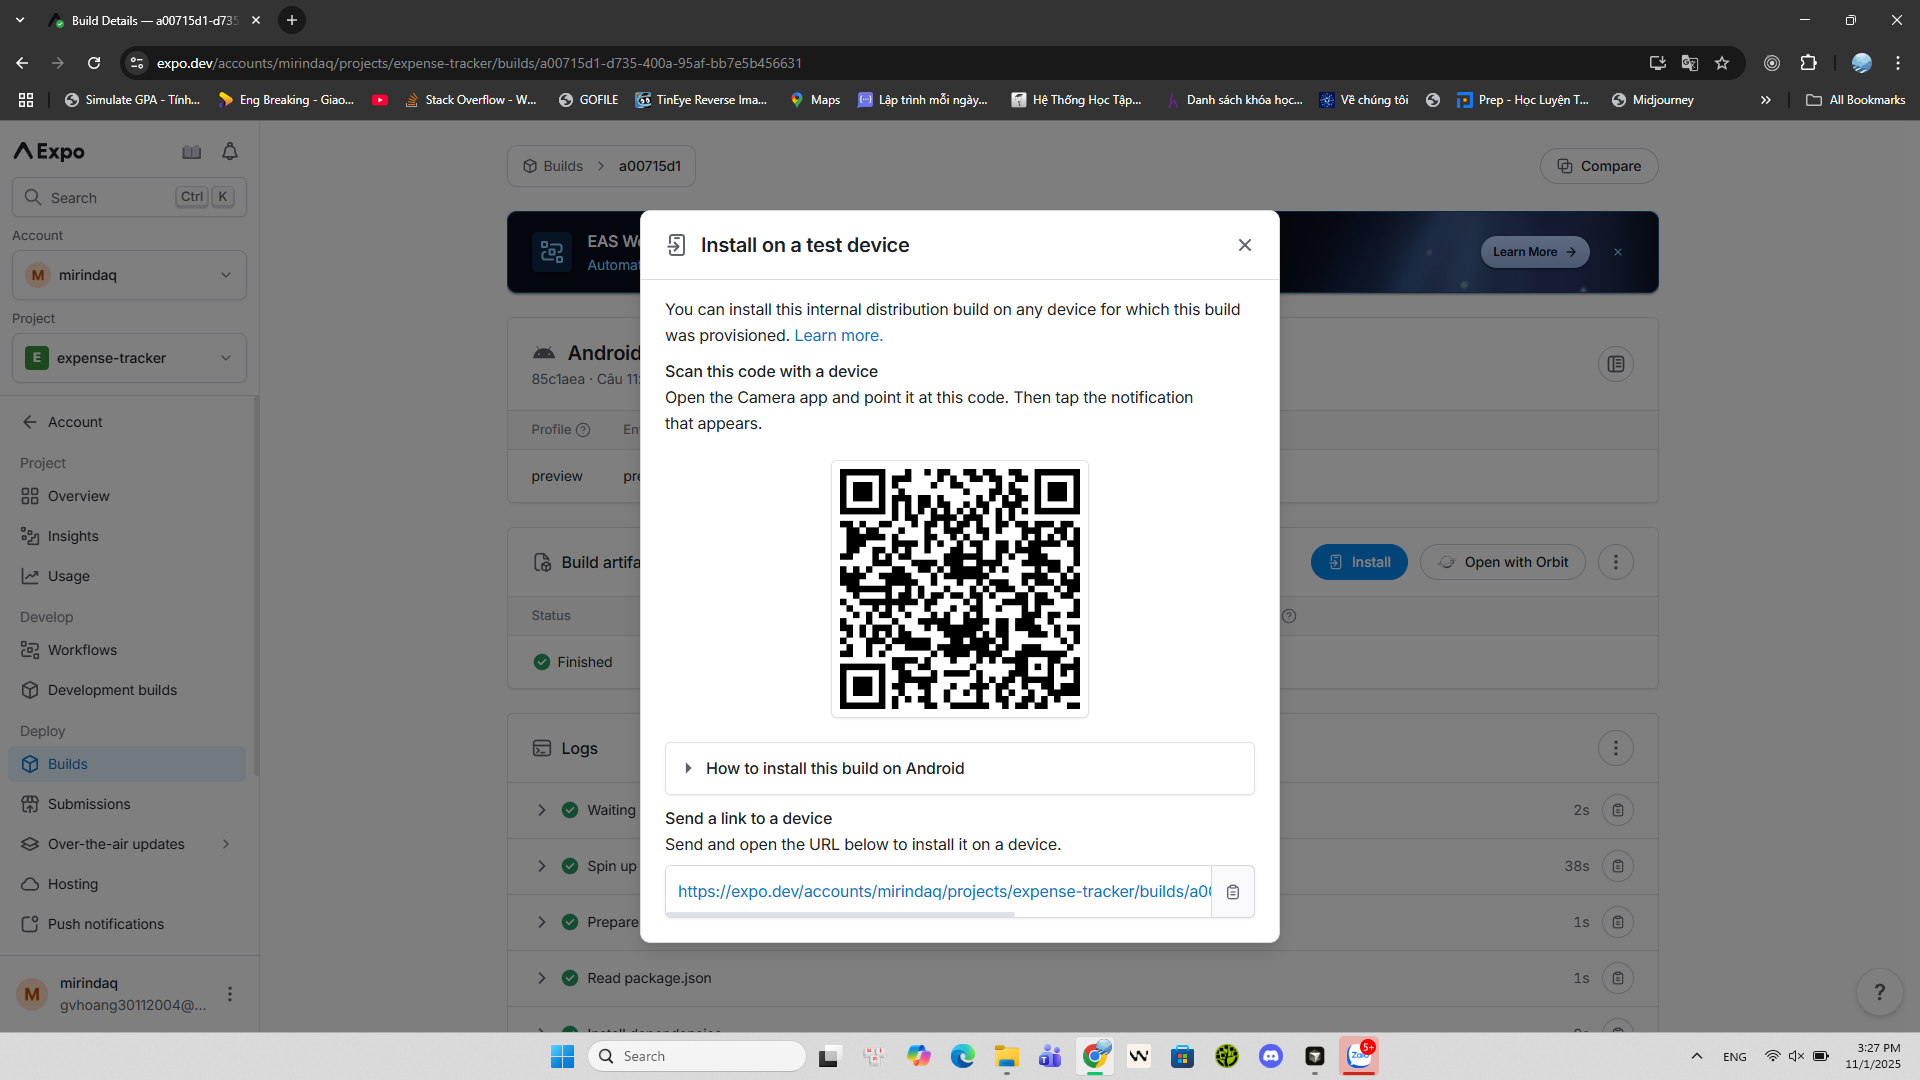 Build Details — a00715d1-d735
expo.dev/accounts/mirindaq/projects/expense-tracker/builds/a00715d1-d735-400a-95af-bb7e5b456631
Simulate GPA - Tính...
Eng Breaking - Giao...
Stack Overflow - W...
GOFILE
TinEye Reverse Ima...
Maps
Lập trình mỗi ngày...
Hệ Thống Học Tập...
Danh sách khóa học...
Về chúng tôi
Prep - Học Luyện T...
Midjourney
All Bookmarks
Expo
Search
Ctrl
K
Account
M
mirindaq
Project
E
expense-tracker
Account
Project
Overview
Insights
Usage
Develop
Workflows
Development builds
Deploy
Builds
Submissions
Over-the-air updates
Hosting
Push notifications
M
mirindaq
gvhoang30112004@...
Builds
a00715d1
Compare
EAS
Learn More
Android
85c1aea · Câu 11
Profile
preview
Build
Install
Open with Orbit
Status
Finished
Logs
Waiting
2s
Spin up
38s
Prepare
1s
Read package.json
1s
Install on a test device
You can install this internal distribution build on any device for which this build
was provisioned. Learn more.
Scan this code with a device
Open the Camera app and point it at this code. Then tap the notification
that appears.
How to install this build on Android
Send a link to a device
Send and open the URL below to install it on a device.
https://expo.dev/accounts/mirindaq/projects/expense-tracker/builds/a00
?
Search
Zalo
5+
ENG
3:27 PM
11/1/2025